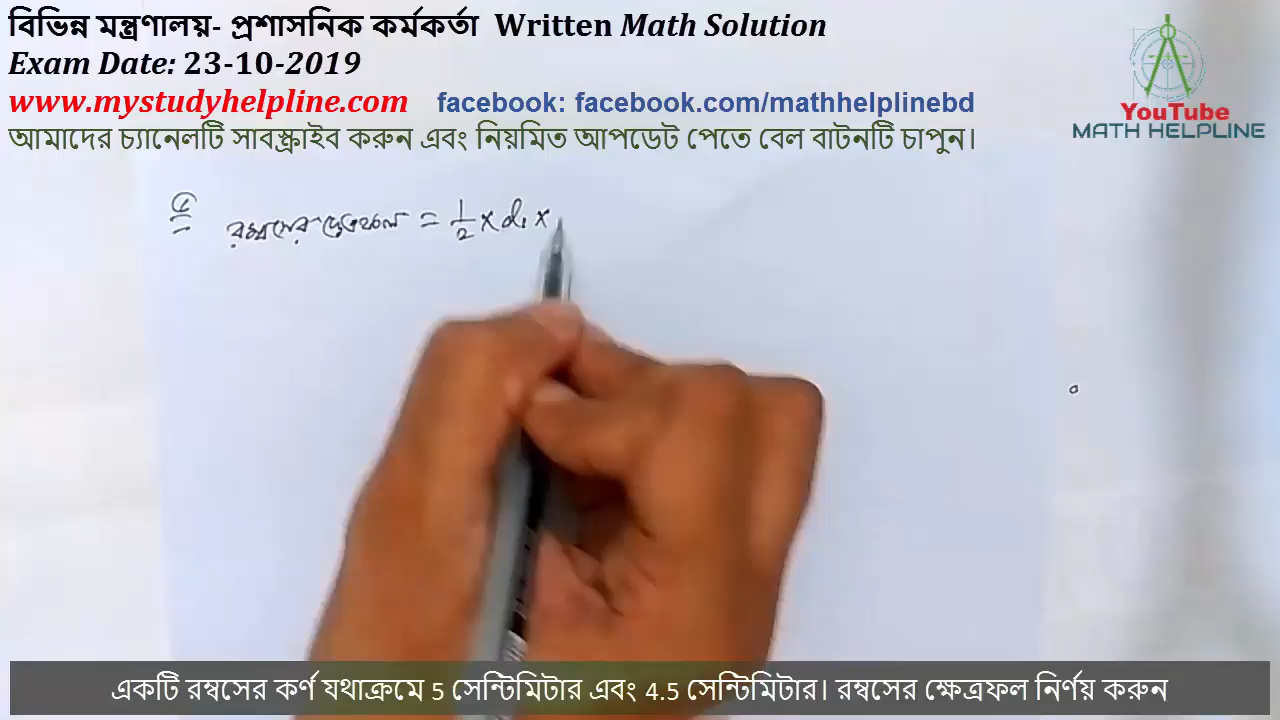 বিভিন্ন মন্ত্রণালয়- প্রশাসনিক কর্মকর্তা Written Math Solution
Exam Date: 23-10-2019
www.mystudyhelpline.com facebook: facebook.com/mathhelplinebd
আমাদের চ্যানেলটি সাবস্ক্রাইব করুন এবং নিয়মিত আপডেট পেতে বেল বাটনটি চাপুন।
YouTube
MATH HELPLINE
রম্বসের ক্ষেত্রফল = 1/2 × d₁ ×
একটি রম্বসের কর্ণ যথাক্রমে 5 সেন্টিমিটার এবং 4.5 সেন্টিমিটার। রম্বসের ক্ষেত্রফল নির্ণয় করুন